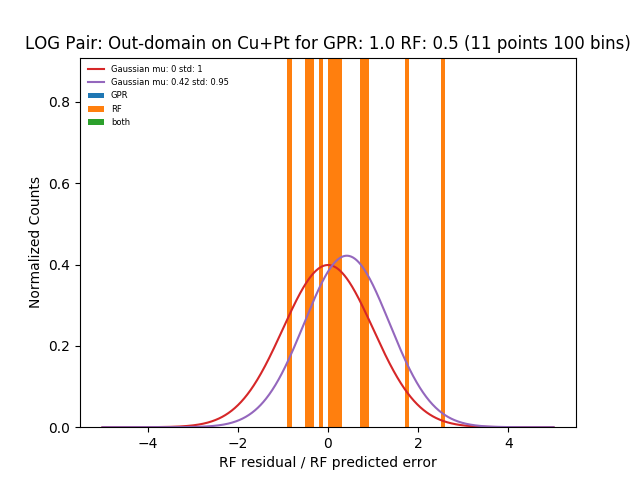 LOG Pair: Out-domain on Cu+Pt for GPR: 1.0 RF: 0.5 (11 points 100 bins)
Gaussian mu: 0 std: 1
Gaussian mu: 0.42 std: 0.95
GPR
RF
both
Normalized Counts
0.8
0.6
0.4
0.2
0.0
−4
−2
0
2
4
RF residual / RF predicted error